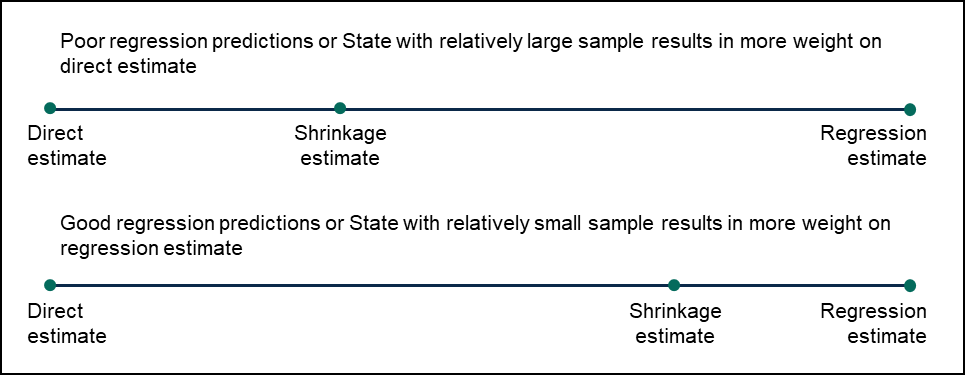 Poor regression predictions or State with relatively large sample results in more weight on
direct estimate
Direct
estimate
Shrinkage
estimate
Regression
estimate
Good regression predictions or State with relatively small sample results in more weight on
regression estimate
Direct
estimate
Shrinkage
estimate
Regression
estimate